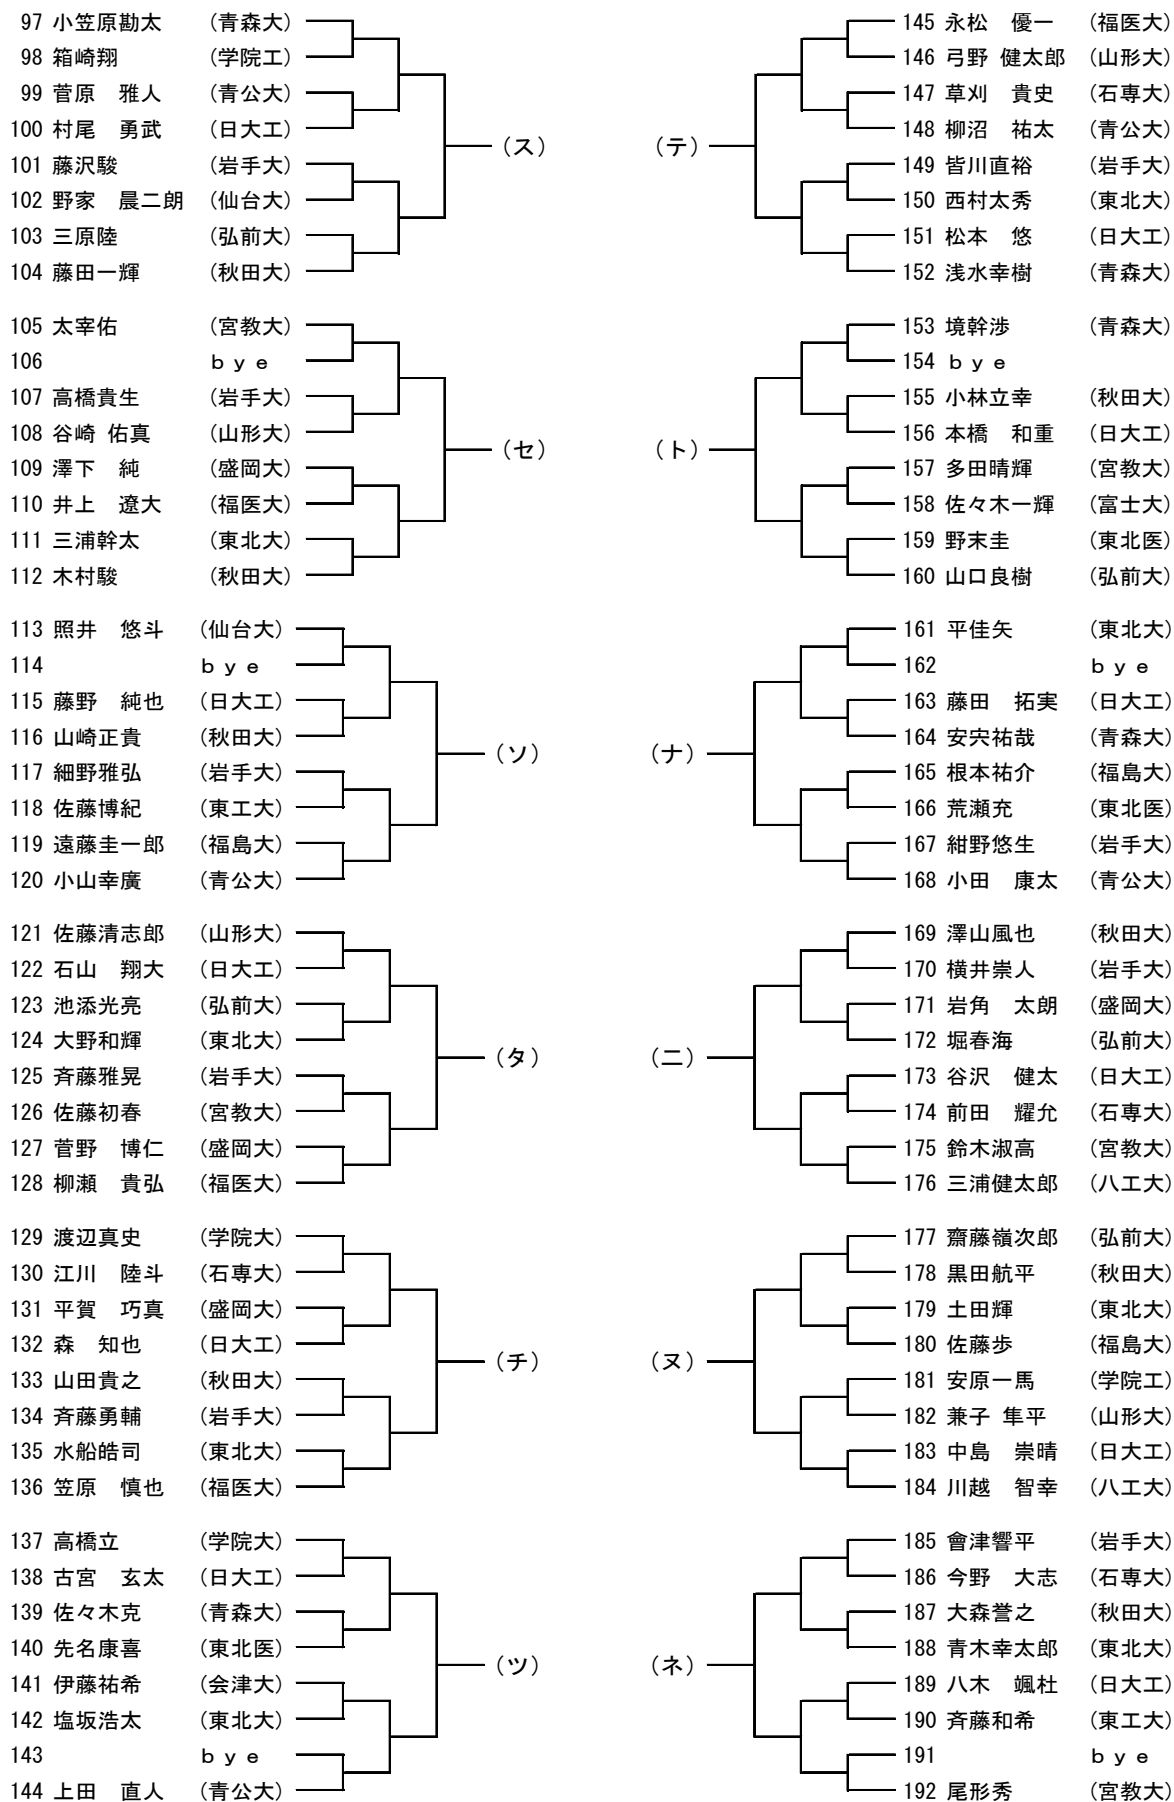 97 小笠原勘太 (青森大)
98 箱崎翔 (学院工)
99 菅原　雅人 (青公大)
100 村尾　勇武 (日大工)
(ス)
101 藤沢駿 (岩手大)
102 野家　晨二朗 (仙台大)
103 三原陸 (弘前大)
104 藤田一輝 (秋田大)
105 太宰佑 (宮教大)
106 ｂｙｅ
107 高橋貴生 (岩手大)
108 谷崎 佑真 (山形大)
(セ)
109 澤下　純 (盛岡大)
110 井上　遼大 (福医大)
111 三浦幹太 (東北大)
112 木村駿 (秋田大)
113 照井　悠斗 (仙台大)
114 ｂｙｅ
115 藤野　純也 (日大工)
116 山崎正貴 (秋田大)
(ソ)
117 細野雅弘 (岩手大)
118 佐藤博紀 (東工大)
119 遠藤圭一郎 (福島大)
120 小山幸廣 (青公大)
121 佐藤清志郎 (山形大)
122 石山　翔大 (日大工)
123 池添光亮 (弘前大)
124 大野和輝 (東北大)
(タ)
125 斉藤雅晃 (岩手大)
126 佐藤初春 (宮教大)
127 菅野　博仁 (盛岡大)
128 柳瀬　貴弘 (福医大)
129 渡辺真史 (学院大)
130 江川　陸斗 (石専大)
131 平賀　巧真 (盛岡大)
132 森　知也 (日大工)
(チ)
133 山田貴之 (秋田大)
134 斉藤勇輔 (岩手大)
135 水船皓司 (東北大)
136 笠原　慎也 (福医大)
137 高橋立 (学院大)
138 古宮　玄太 (日大工)
139 佐々木克 (青森大)
140 先名康喜 (東北医)
(ツ)
141 伊藤祐希 (会津大)
142 塩坂浩太 (東北大)
143 ｂｙｅ
144 上田　直人 (青公大)
145 永松　優一 (福医大)
146 弓野 健太郎 (山形大)
147 草刈　貴史 (石専大)
148 柳沼　祐太 (青公大)
(テ)
149 皆川直裕 (岩手大)
150 西村太秀 (東北大)
151 松本　悠 (日大工)
152 浅水幸樹 (青森大)
153 境幹渉 (青森大)
154 ｂｙｅ
155 小林立幸 (秋田大)
156 本橋　和重 (日大工)
(ト)
157 多田晴輝 (宮教大)
158 佐々木一輝 (富士大)
159 野末圭 (東北医)
160 山口良樹 (弘前大)
161 平佳矢 (東北大)
162 ｂｙｅ
163 藤田　拓実 (日大工)
164 安宍祐哉 (青森大)
(ナ)
165 根本祐介 (福島大)
166 荒瀬充 (東北医)
167 紺野悠生 (岩手大)
168 小田　康太 (青公大)
169 澤山風也 (秋田大)
170 横井崇人 (岩手大)
171 岩角　太朗 (盛岡大)
172 堀春海 (弘前大)
(ニ)
173 谷沢　健太 (日大工)
174 前田　耀允 (石専大)
175 鈴木淑高 (宮教大)
176 三浦健太郎 (八工大)
177 齋藤嶺次郎 (弘前大)
178 黒田航平 (秋田大)
179 土田輝 (東北大)
180 佐藤歩 (福島大)
(ヌ)
181 安原一馬 (学院工)
182 兼子 隼平 (山形大)
183 中島　崇晴 (日大工)
184 川越　智幸 (八工大)
185 會津響平 (岩手大)
186 今野　大志 (石専大)
187 大森誉之 (秋田大)
188 青木幸太郎 (東北大)
(ネ)
189 八木　颯杜 (日大工)
190 斉藤和希 (東工大)
191 ｂｙｅ
192 尾形秀 (宮教大)